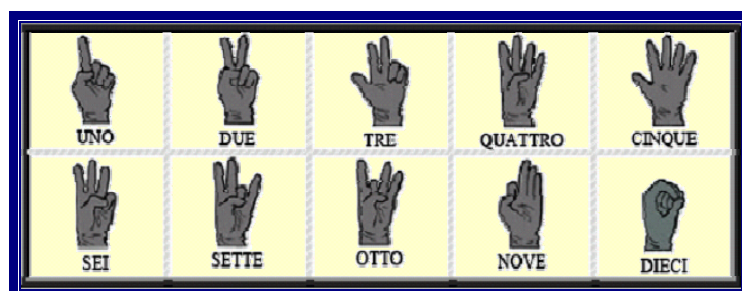 UNO DUE TRE QUATTRO CINQUE
SEI SETTE OTTO NOVE DIECI